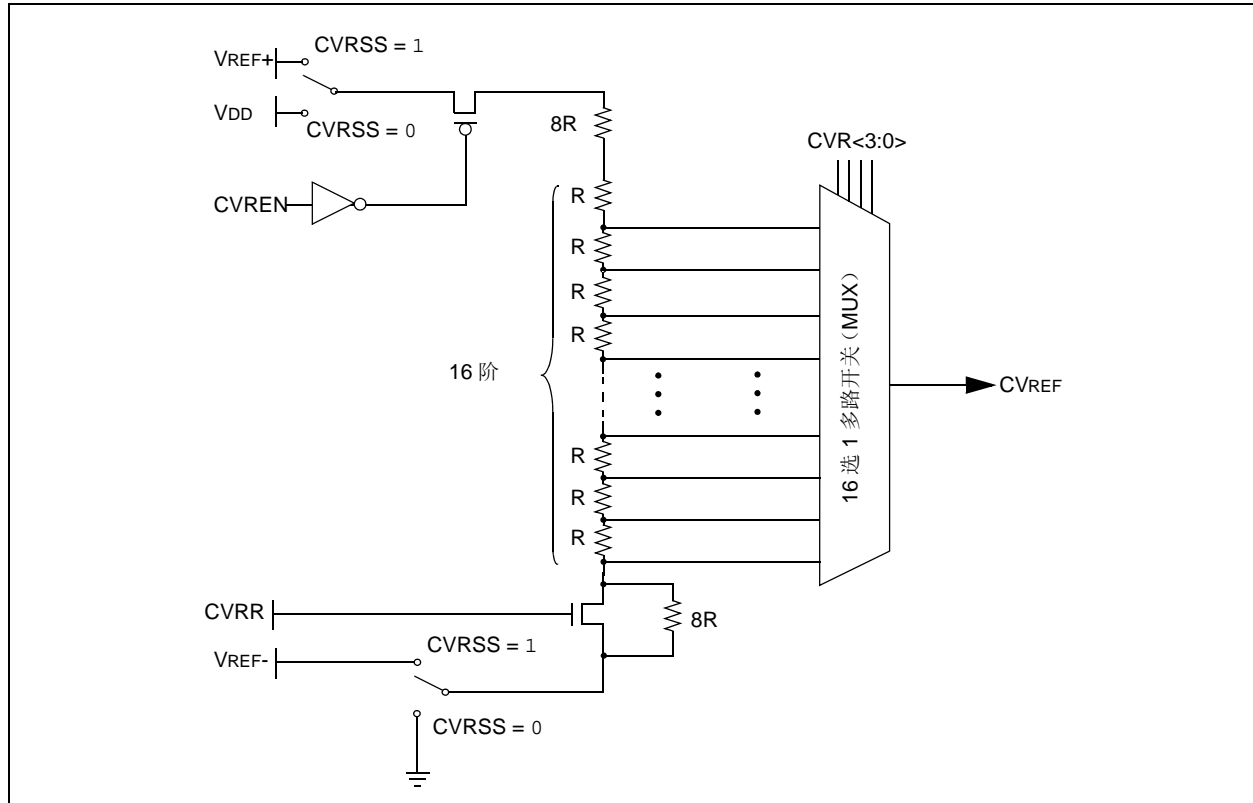 CVRSS = 1
VREF+
VDD
CVRSS = 0
8R
CVR<3:0>
CVREN
R
R
R
R
16 阶
16 选 1 多路开关（MUX）
CVREF
R
R
R
CVRR
8R
CVRSS = 1
VREF-
CVRSS = 0